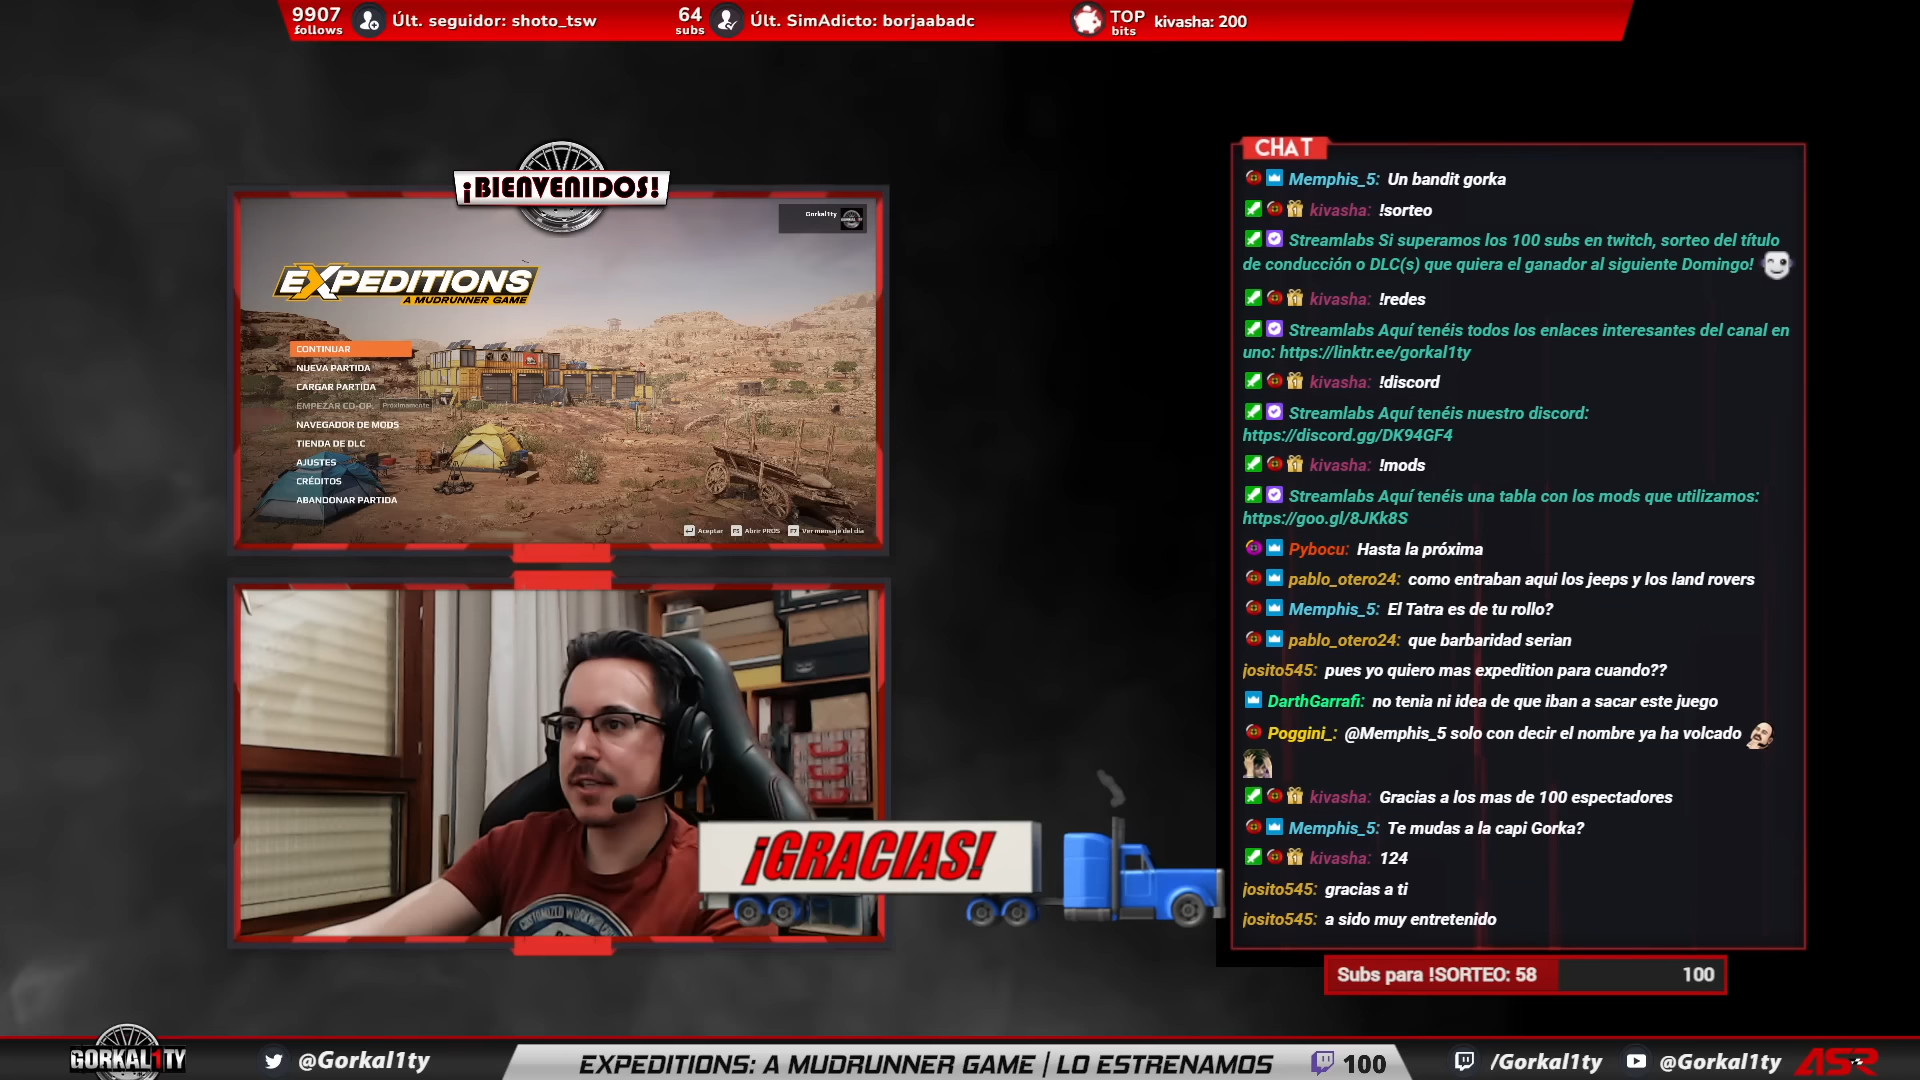 9907 follows
Últ. seguidor: shoto_tsw
64 subs
Últ. SimAdicto: borjaabadc
TOP bits
kivasha: 200
¡BIENVENIDOS!
Gorkal1ty
EXPEDITIONS
A MUDRUNNER GAME
CONTINUAR
NUEVA PARTIDA
CARGAR PARTIDA
EMPEZAR CO-OP Próximamente
NAVEGADOR DE MODS
TIENDA DE DLC
AJUSTES
CRÉDITOS
ABANDONAR PARTIDA
Aceptar
Abrir PROS
Ver mensaje del día
CHAT
Memphis_5: Un bandit gorka
kivasha: !sorteo
Streamlabs Si superamos los 100 subs en twitch, sorteo del título
de conducción o DLC(s) que quiera el ganador al siguiente Domingo!
kivasha: !redes
Streamlabs Aquí tenéis todos los enlaces interesantes del canal en
uno: https://linktr.ee/gorkal1ty
kivasha: !discord
Streamlabs Aquí tenéis nuestro discord:
https://discord.gg/DK94GF4
kivasha: !mods
Streamlabs Aquí tenéis una tabla con los mods que utilizamos:
https://goo.gl/8JKk8S
Pybocu: Hasta la próxima
pablo_otero24: como entraban aqui los jeeps y los land rovers
Memphis_5: El Tatra es de tu rollo?
pablo_otero24: que barbaridad serian
josito545: pues yo quiero mas expedition para cuando??
DarthGarrafi: no tenia ni idea de que iban a sacar este juego
Poggini_: @Memphis_5 solo con decir el nombre ya ha volcado
kivasha: Gracias a los mas de 100 espectadores
Memphis_5: Te mudas a la capi Gorka?
kivasha: 124
josito545: gracias a ti
josito545: a sido muy entretenido
¡GRACIAS!
Subs para !SORTEO: 58 100
GORKAL1TY
@Gorkal1ty
EXPEDITIONS: A MUDRUNNER GAME | LO ESTRENAMOS
100
/Gorkal1ty
@Gorkal1ty
ASR